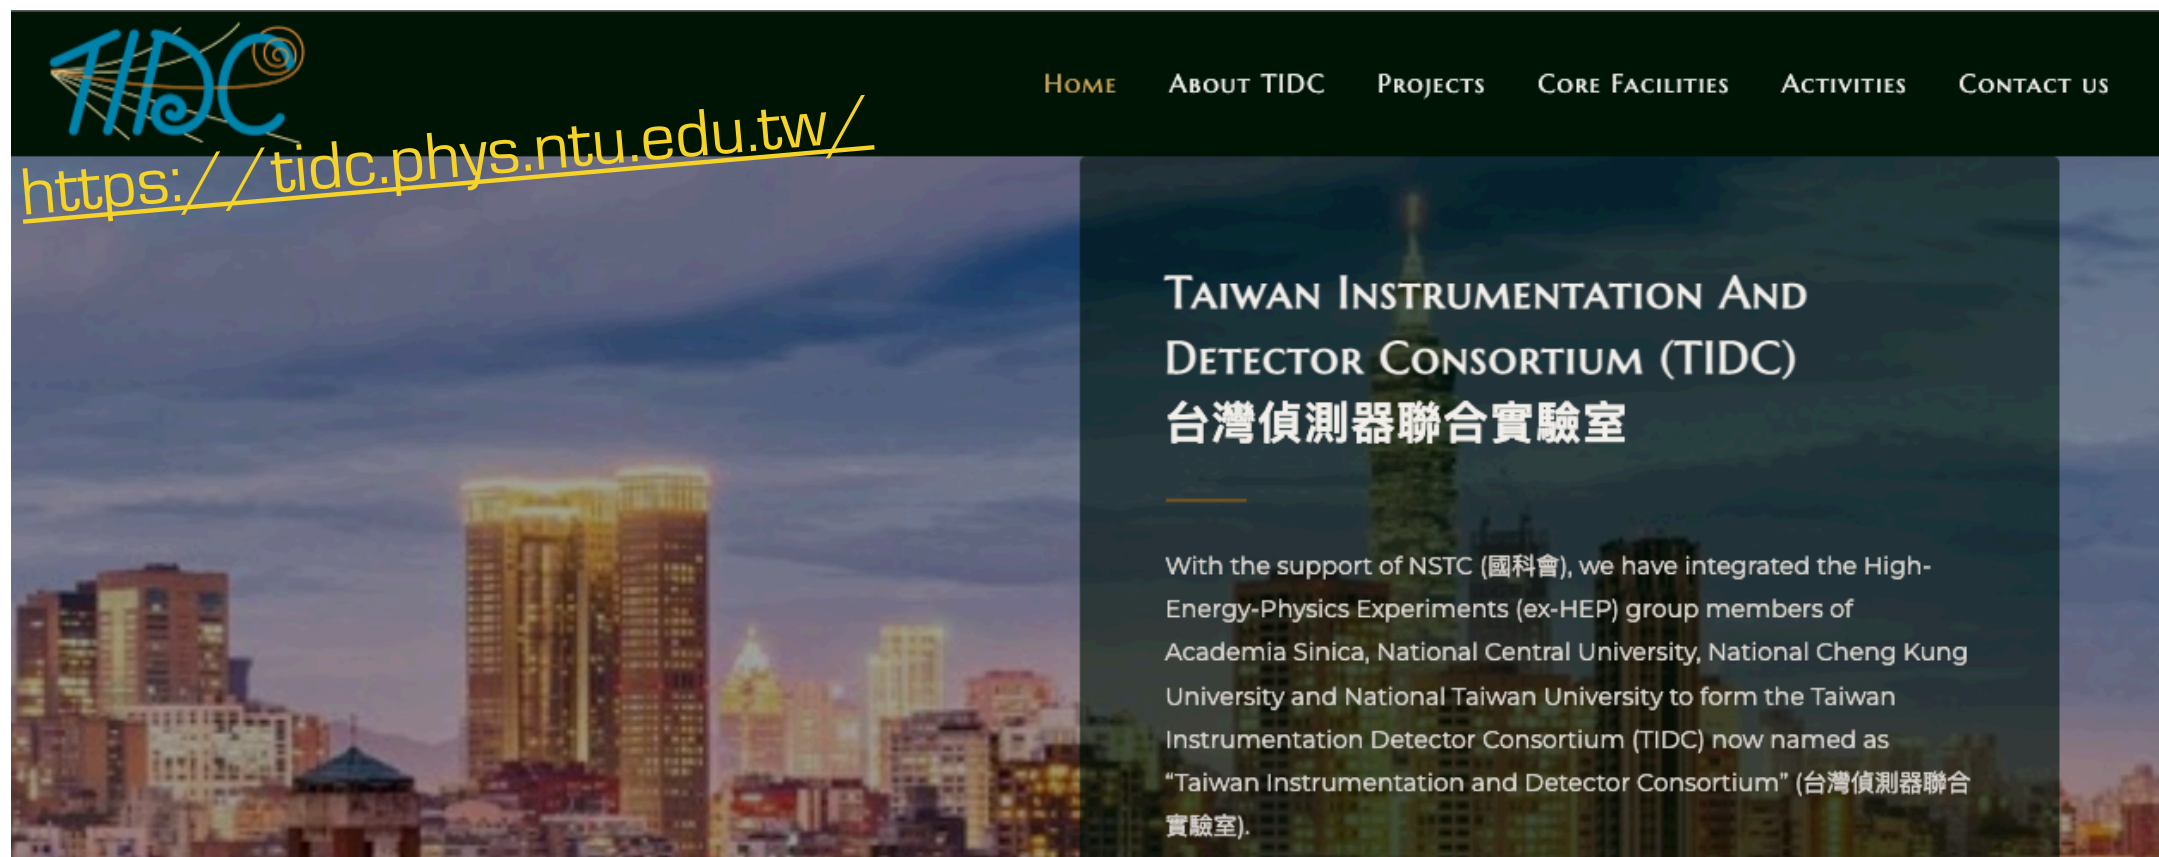 TIDC
Home About TIDC Projects Core Facilities Activities Contact us
https://tidc.phys.ntu.edu.tw/
Taiwan Instrumentation And
Detector Consortium (TIDC)
台灣偵測器聯合實驗室
With the support of NSTC (國科會), we have integrated the High-
Energy-Physics Experiments (ex-HEP) group members of
Academia Sinica, National Central University, National Cheng Kung
University and National Taiwan University to form the Taiwan
Instrumentation Detector Consortium (TIDC) now named as
“Taiwan Instrumentation and Detector Consortium” (台灣偵測器聯合
實驗室).